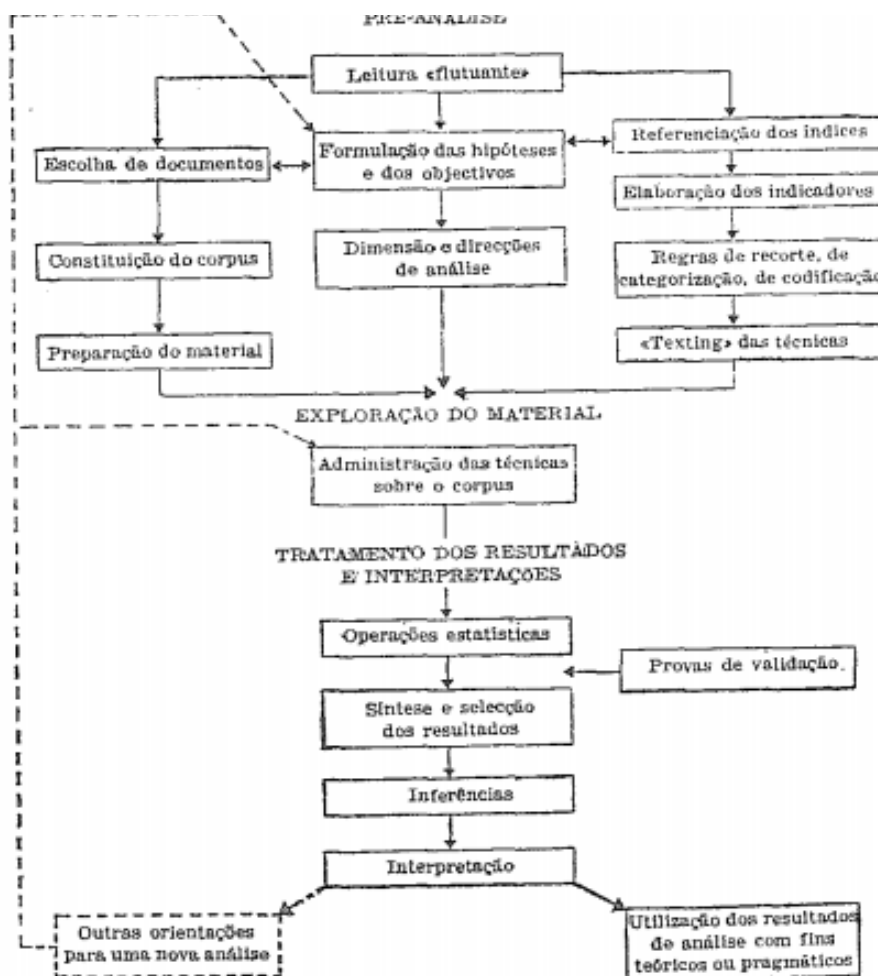 PRÉ-ANÁLISE
Leitura «flutuante»
Escolha de documentos
Formulação das hipóteses
e dos objectivos
Referenciação dos índices
Elaboração dos indicadores
Constituição do corpus
Dimensão e direcções
de análise
Regras de recorte, de
categorização, de codificação
Preparação do material
«Texting» das técnicas
EXPLORAÇÃO DO MATERIAL
Administração das técnicas
sobre o corpus
TRATAMENTO DOS RESULTADOS
E INTERPRETAÇÕES
Operações estatísticas
Provas de validação.
Síntese e selecção
dos resultados
Inferências
Interpretação
Outras orientações
para uma nova análise
Utilização dos resultados
de análise com fins
teóricos ou pragmáticos